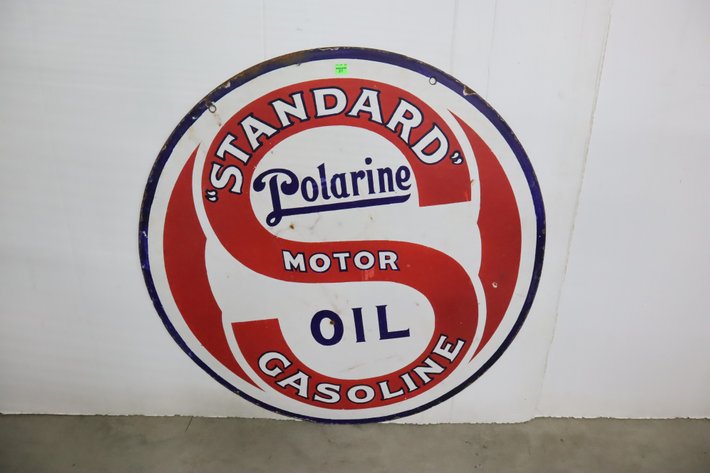 "STANDARD"
Polarine
MOTOR
OIL
GASOLINE